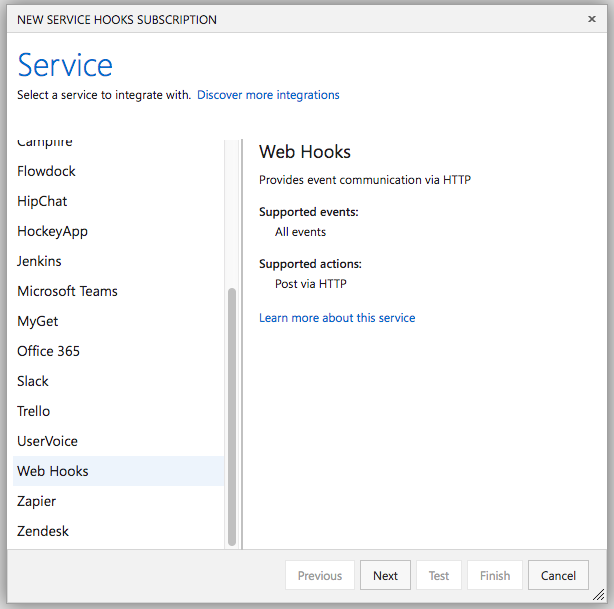 NEW SERVICE HOOKS SUBSCRIPTION
Service
Select a service to integrate with. Discover more integrations
Campfire
Flowdock
HipChat
HockeyApp
Jenkins
Microsoft Teams
MyGet
Office 365
Slack
Trello
UserVoice
Web Hooks
Zapier
Zendesk
Web Hooks
Provides event communication via HTTP
Supported events:
All events
Supported actions:
Post via HTTP
Learn more about this service
Previous Next Test Finish Cancel